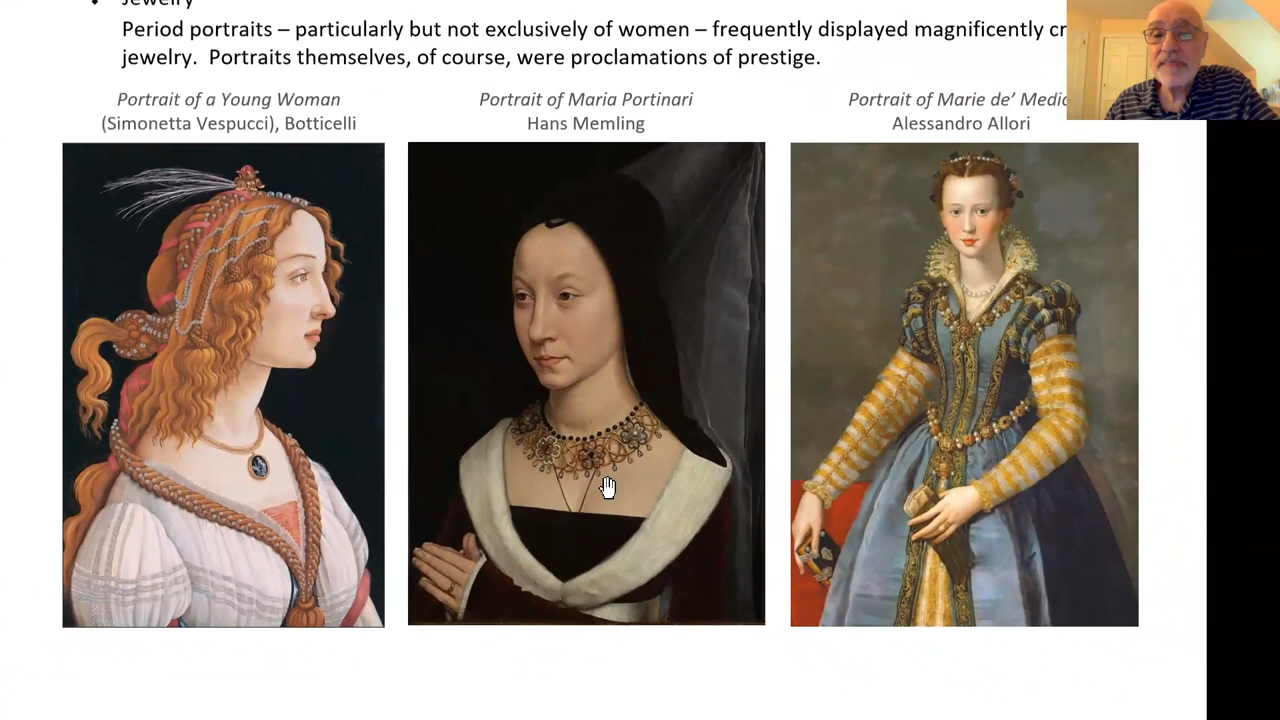 Jewelry
Period portraits – particularly but not exclusively of women – frequently displayed magnificently
jewelry. Portraits themselves, of course, were proclamations of prestige.
Portrait of a Young Woman
(Simonetta Vespucci), Botticelli
Portrait of Maria Portinari
Hans Memling
Portrait of Marie de’ Medic
Alessandro Allori